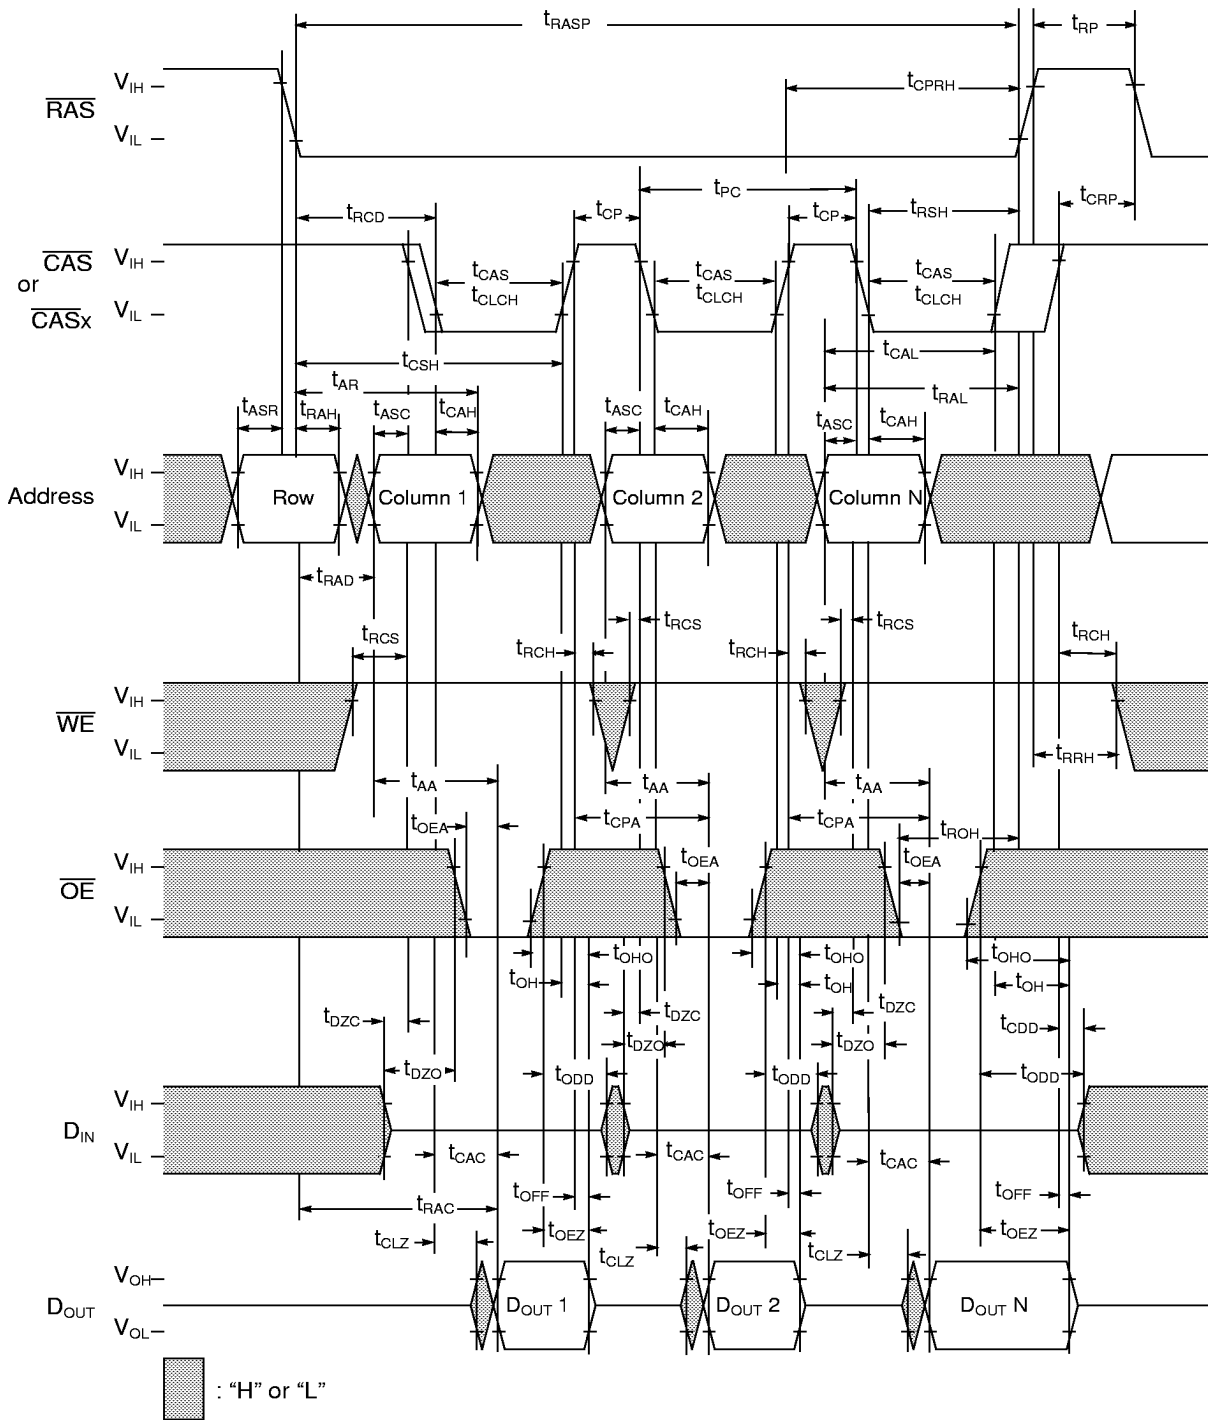 tRASP
tRP
VIH
tCPRH
RAS
VIL
tPC
tRCD
tCP
tCP
tRSH
tCRP
CAS
VIH
or
tCAS
tCAS
tCAS
tCLCH
tCLCH
tCLCH
CASx
VIL
tCSH
tCAL
tAR
tRAL
tASR
tRAH
tASC
tCAH
tASC
tCAH
tASC
tCAH
VIH
Address
Row
Column 1
Column 2
Column N
VIL
tRAD
tRCS
tRCH
tRCS
tRCH
tRCS
tRCH
VIH
WE
VIL
tRRH
tAA
tAA
tAA
tOEA
tCPA
tCPA
tROH
VIH
tOEA
tOEA
OE
VIL
tOHO
tOHO
tOHO
tOH
tOH
tOH
tDZC
tDZC
tDZC
tCDD
tDZO
tDZO
tDZO
tODD
tODD
tODD
VIH
DIN
VIL
tCAC
tCAC
tCAC
tOFF
tOFF
tOFF
tRAC
tOEZ
tOEZ
tOEZ
tCLZ
tCLZ
tCLZ
VOH
DOUT
DOUT 1
DOUT 2
DOUT N
VOL
: “H” or “L”